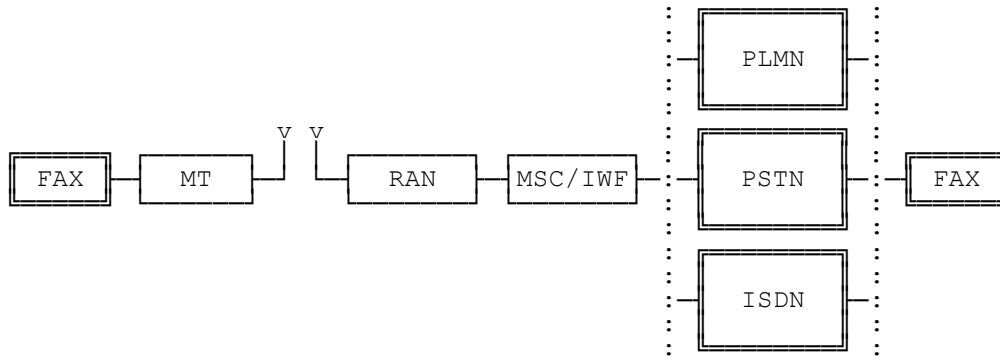 PLMN
v v
FAX MT RAN MSC/IWF PSTN FAX
ISDN